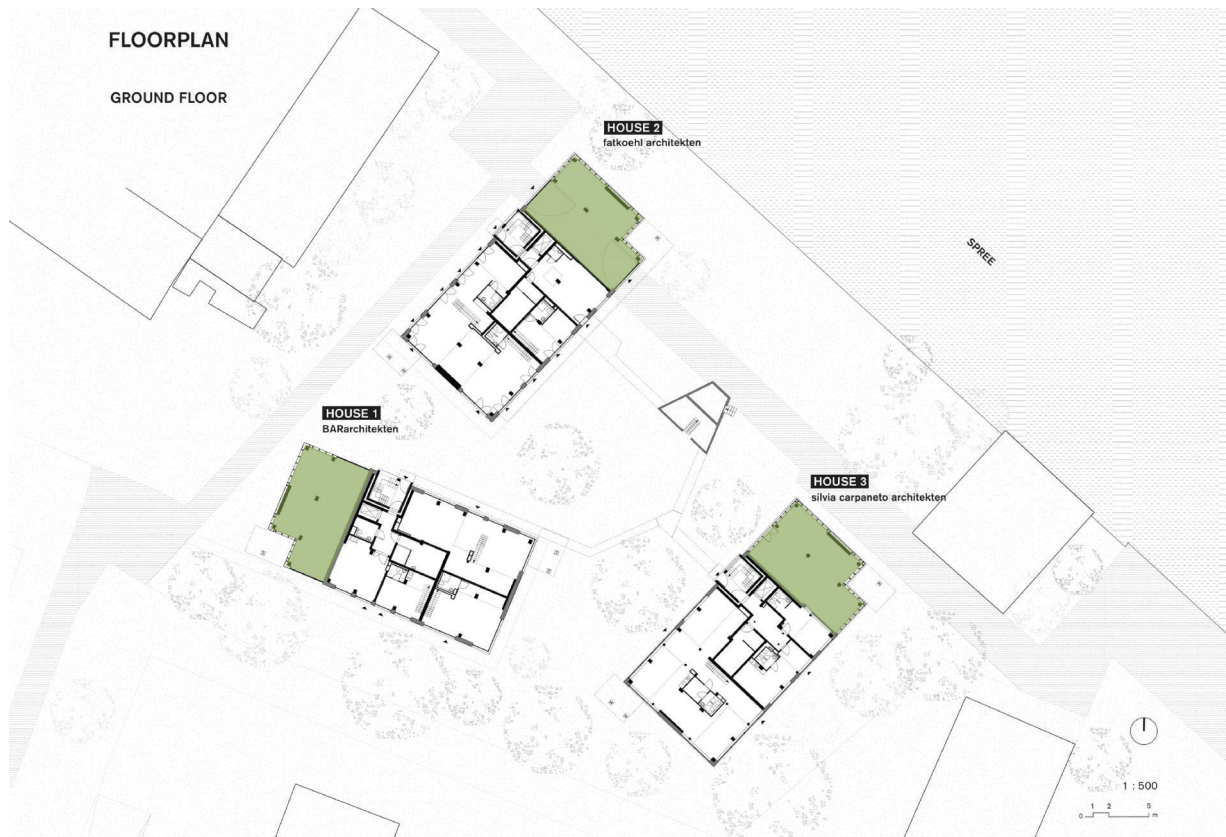 FLOORPLAN
GROUND FLOOR
HOUSE 2
fatkoehl architekten
SPREE
HOUSE 1
BARarchitekten
HOUSE 3
silvia carpaneto architekten
1 : 500
0 1 2 5
m